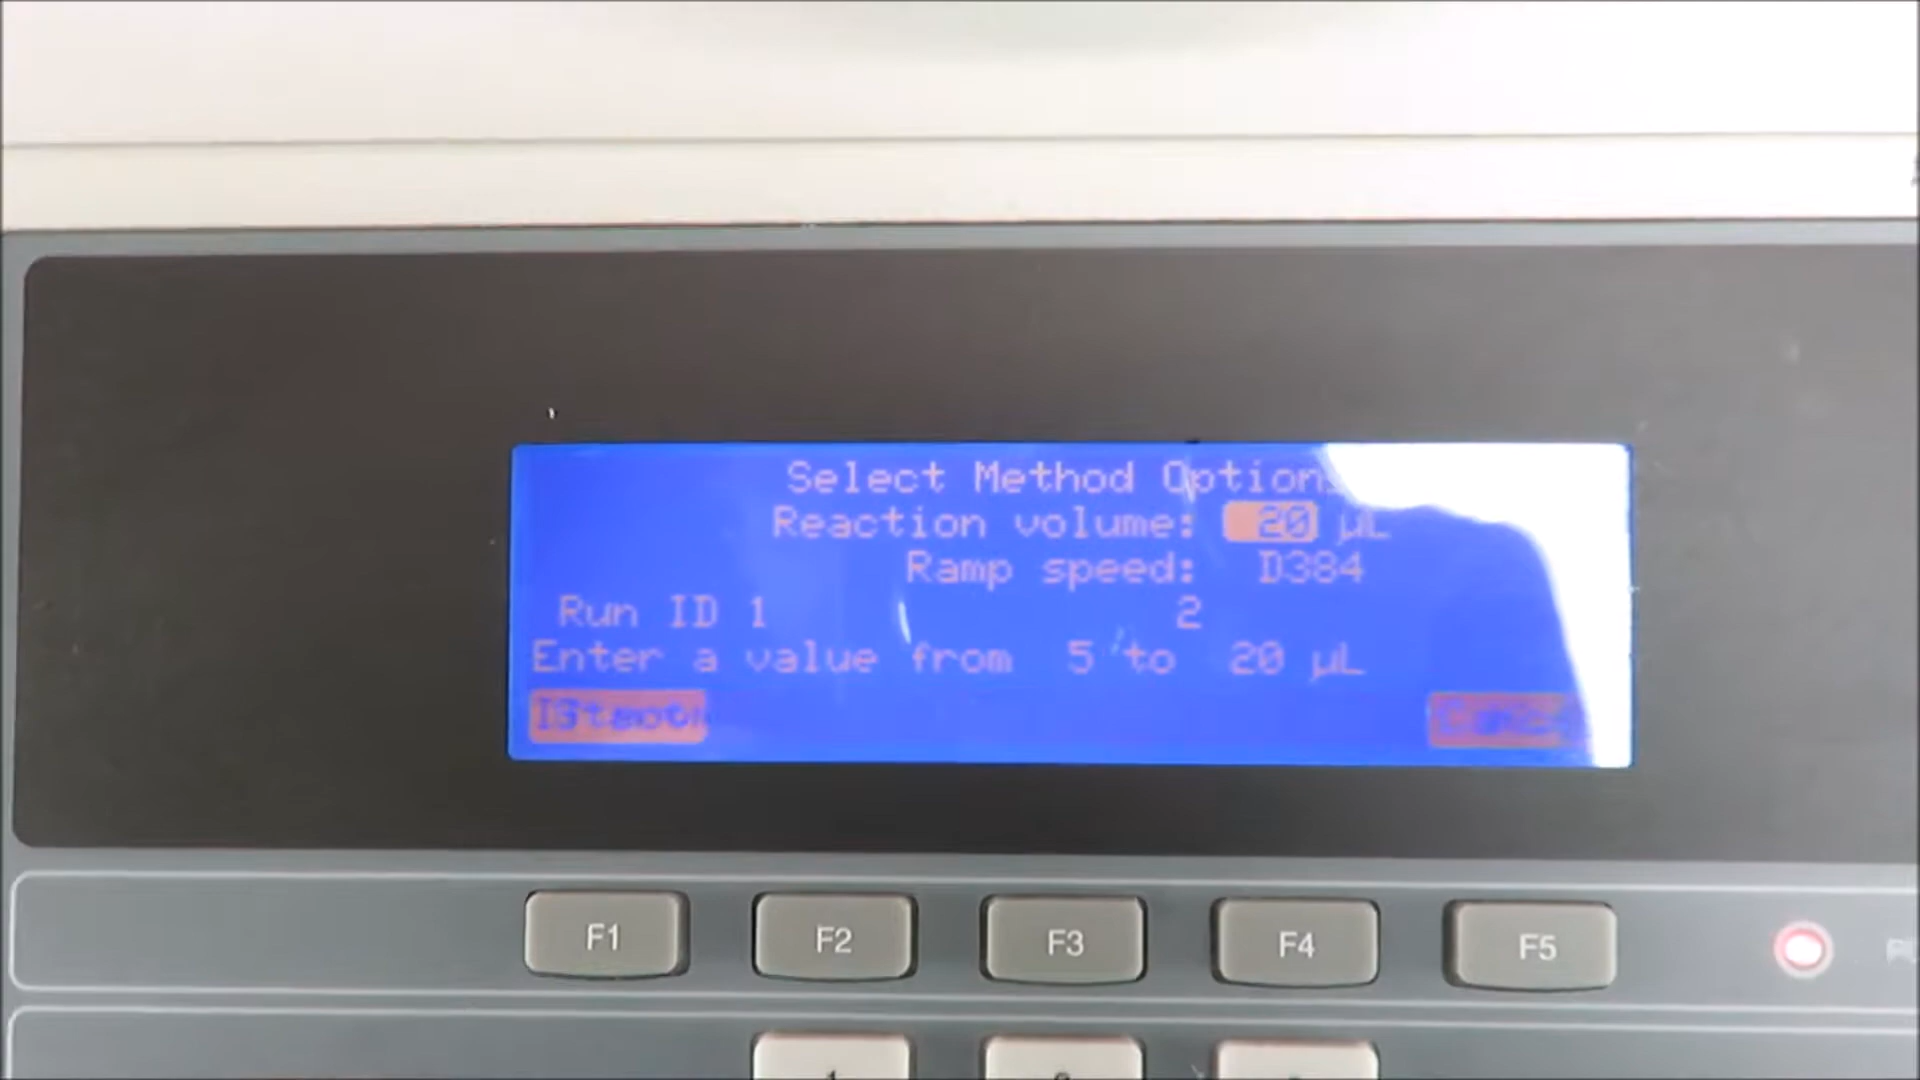 Select Method Option
Reaction volume: 20 µL
Ramp speed: D384
Run ID 1 2
Enter a value from 5 to 20 µL
F1 F2 F3 F4 F5